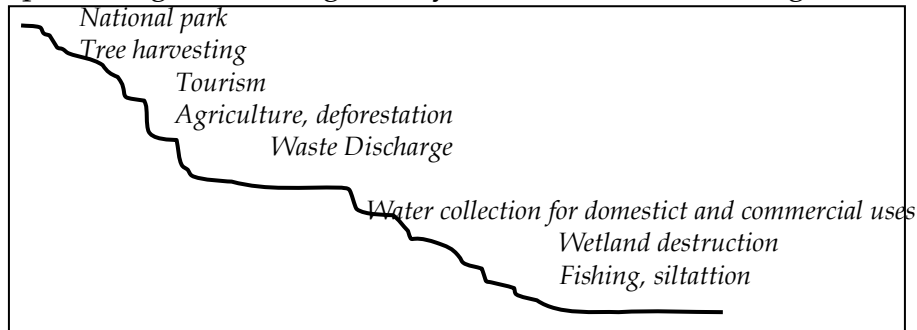 National park
Tree harvesting
Tourism
Agriculture, deforestation
Waste Discharge
Water collection for domestict and commercial uses
Wetland destruction
Fishing, siltattion